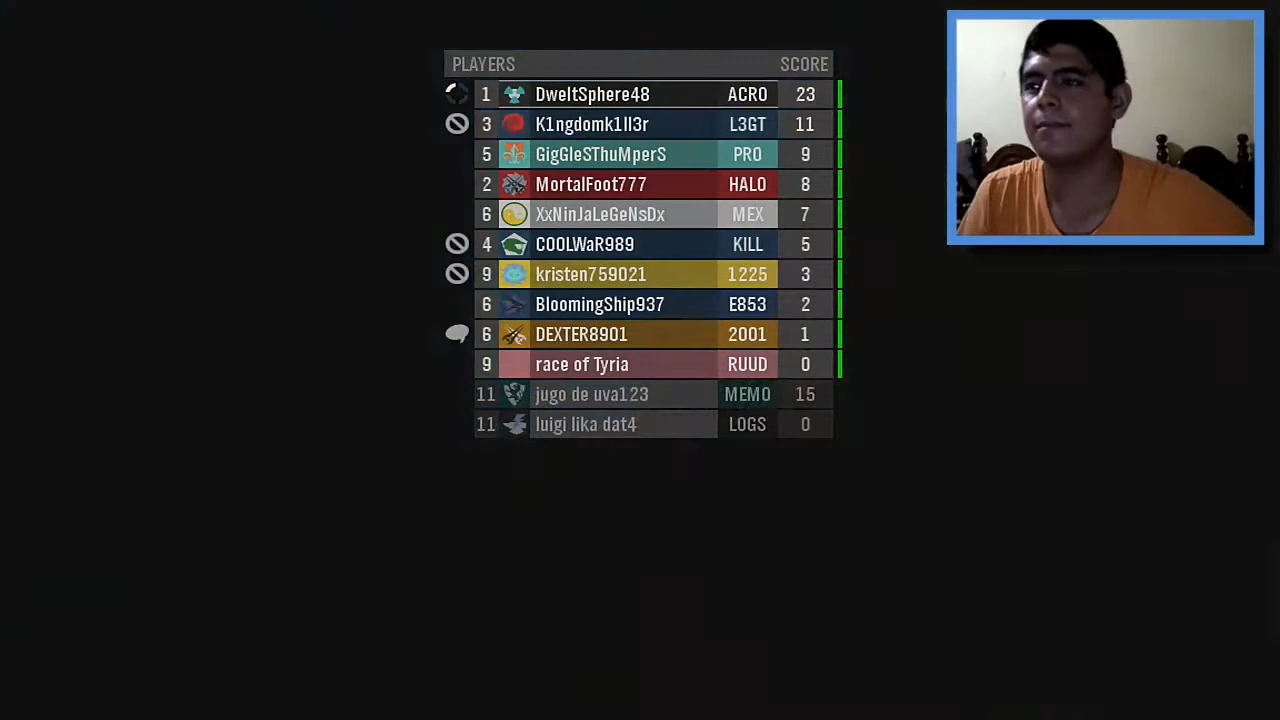 PLAYERS SCORE
1 DweltSphere48 ACRO 23
3 K1ngdomk1ll3r L3GT 11
5 GigGleSThuMperS PRO 9
2 MortalFoot777 HALO 8
6 XxNinJaLeGeNsDx MEX 7
4 COOLWaR989 KILL 5
9 kristen759021 1225 3
6 BloomingShip937 E853 2
6 DEXTER8901 2001 1
9 race of Tyria RUUD 0
11 jugo de uva123 MEMO 15
11 luigi lika dat4 LOGS 0